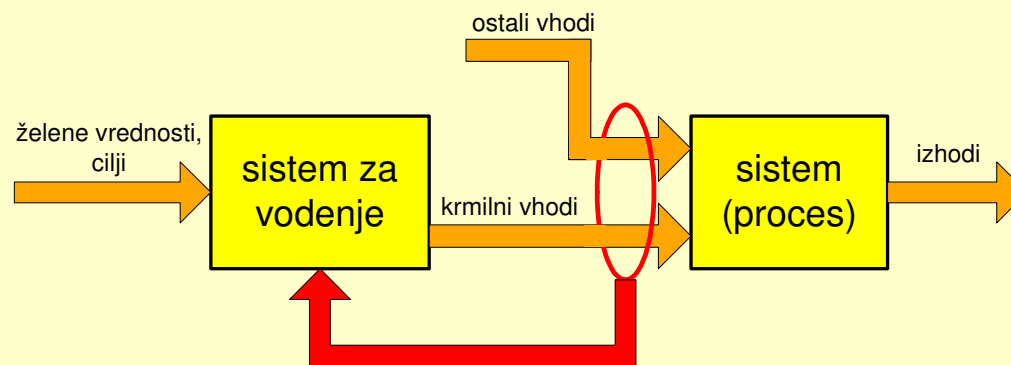 ostali vhodi
želene vrednosti,
cilji
sistem za
vodenje
krmilni vhodi
sistem
(proces)
izhodi